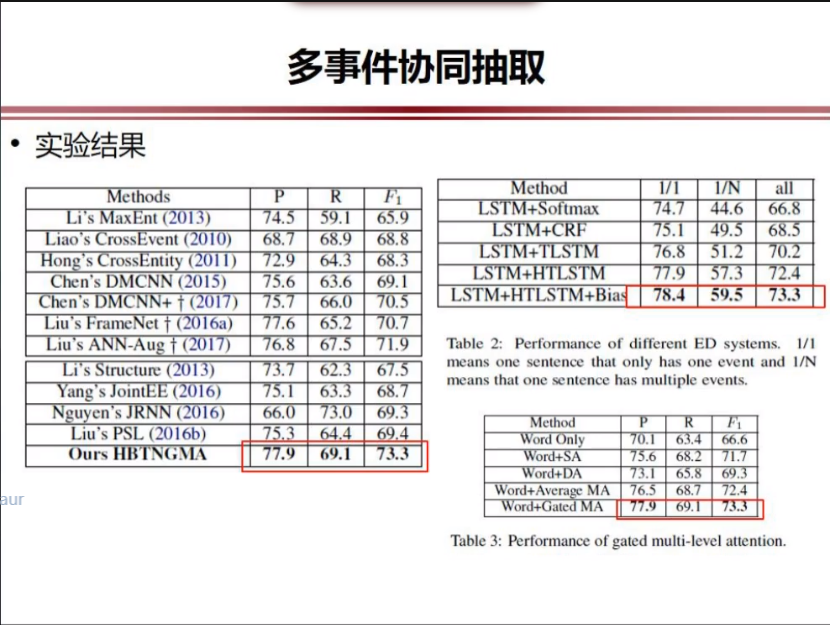 多事件协同抽取
• 实验结果
Methods P R F1
Li's MaxEnt (2013) 74.5 59.1 65.9
Liao's CrossEvent (2010) 68.7 68.9 68.8
Hong's CrossEntity (2011) 72.9 64.3 68.3
Chen's DMCNN (2015) 75.6 63.6 69.1
Chen's DMCNN+ † (2017) 75.7 66.0 70.5
Liu's FrameNet † (2016a) 77.6 65.2 70.7
Liu's ANN-Aug † (2017) 76.8 67.5 71.9
Li's Structure (2013) 73.7 62.3 67.5
Yang's JointEE (2016) 75.1 63.3 68.7
Nguyen's JRNN (2016) 66.0 73.0 69.3
Liu's PSL (2016b) 75.3 64.4 69.4
Ours HBTNGMA 77.9 69.1 73.3
Method 1/1 1/N all
LSTM+Softmax 74.7 44.6 66.8
LSTM+CRF 75.1 49.5 68.5
LSTM+TLSTM 76.8 51.2 70.2
LSTM+HTLSTM 77.9 57.3 72.4
LSTM+HTLSTM+Bias 78.4 59.5 73.3
Table 2: Performance of different ED systems. 1/1
means one sentence that only has one event and 1/N
means that one sentence has multiple events.
Method P R F1
Word Only 70.1 63.4 66.6
Word+SA 75.6 68.2 71.7
Word+DA 73.1 65.8 69.3
Word+Average MA 76.5 68.7 72.4
Word+Gated MA 77.9 69.1 73.3
Table 3: Performance of gated multi-level attention.
aur